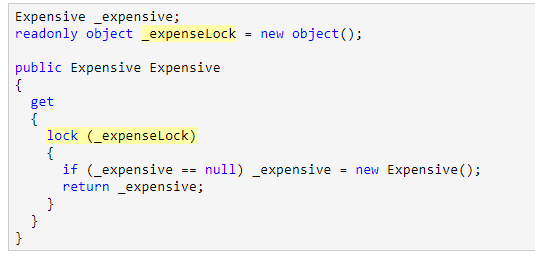 Expensive _expensive;
readonly object _expenseLock = new object();
public Expensive Expensive
{
get
{
lock (_expenseLock)
{
if (_expensive == null) _expensive = new Expensive();
return _expensive;
}
}
}